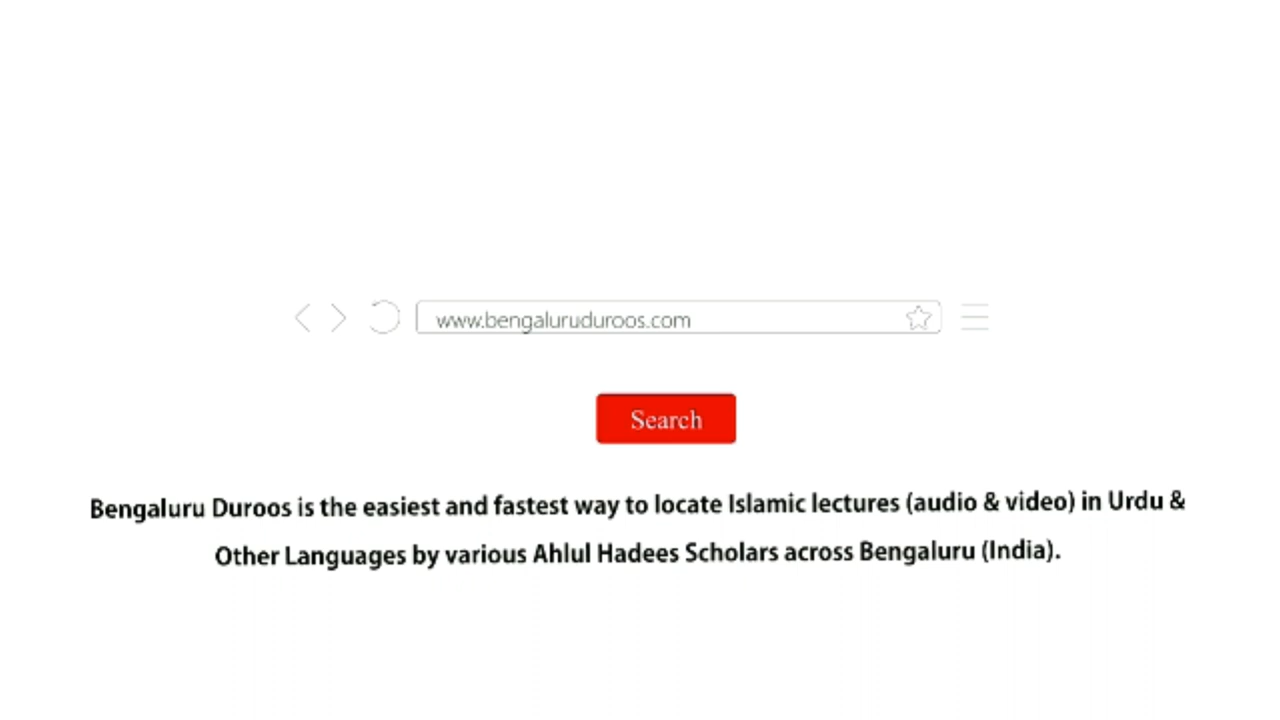 www.bengaluruduroos.com
Search
Bengaluru Duroos is the easiest and fastest way to locate Islamic lectures (audio & video) in Urdu &
Other Languages by various Ahlul Hadees Scholars across Bengaluru (India).